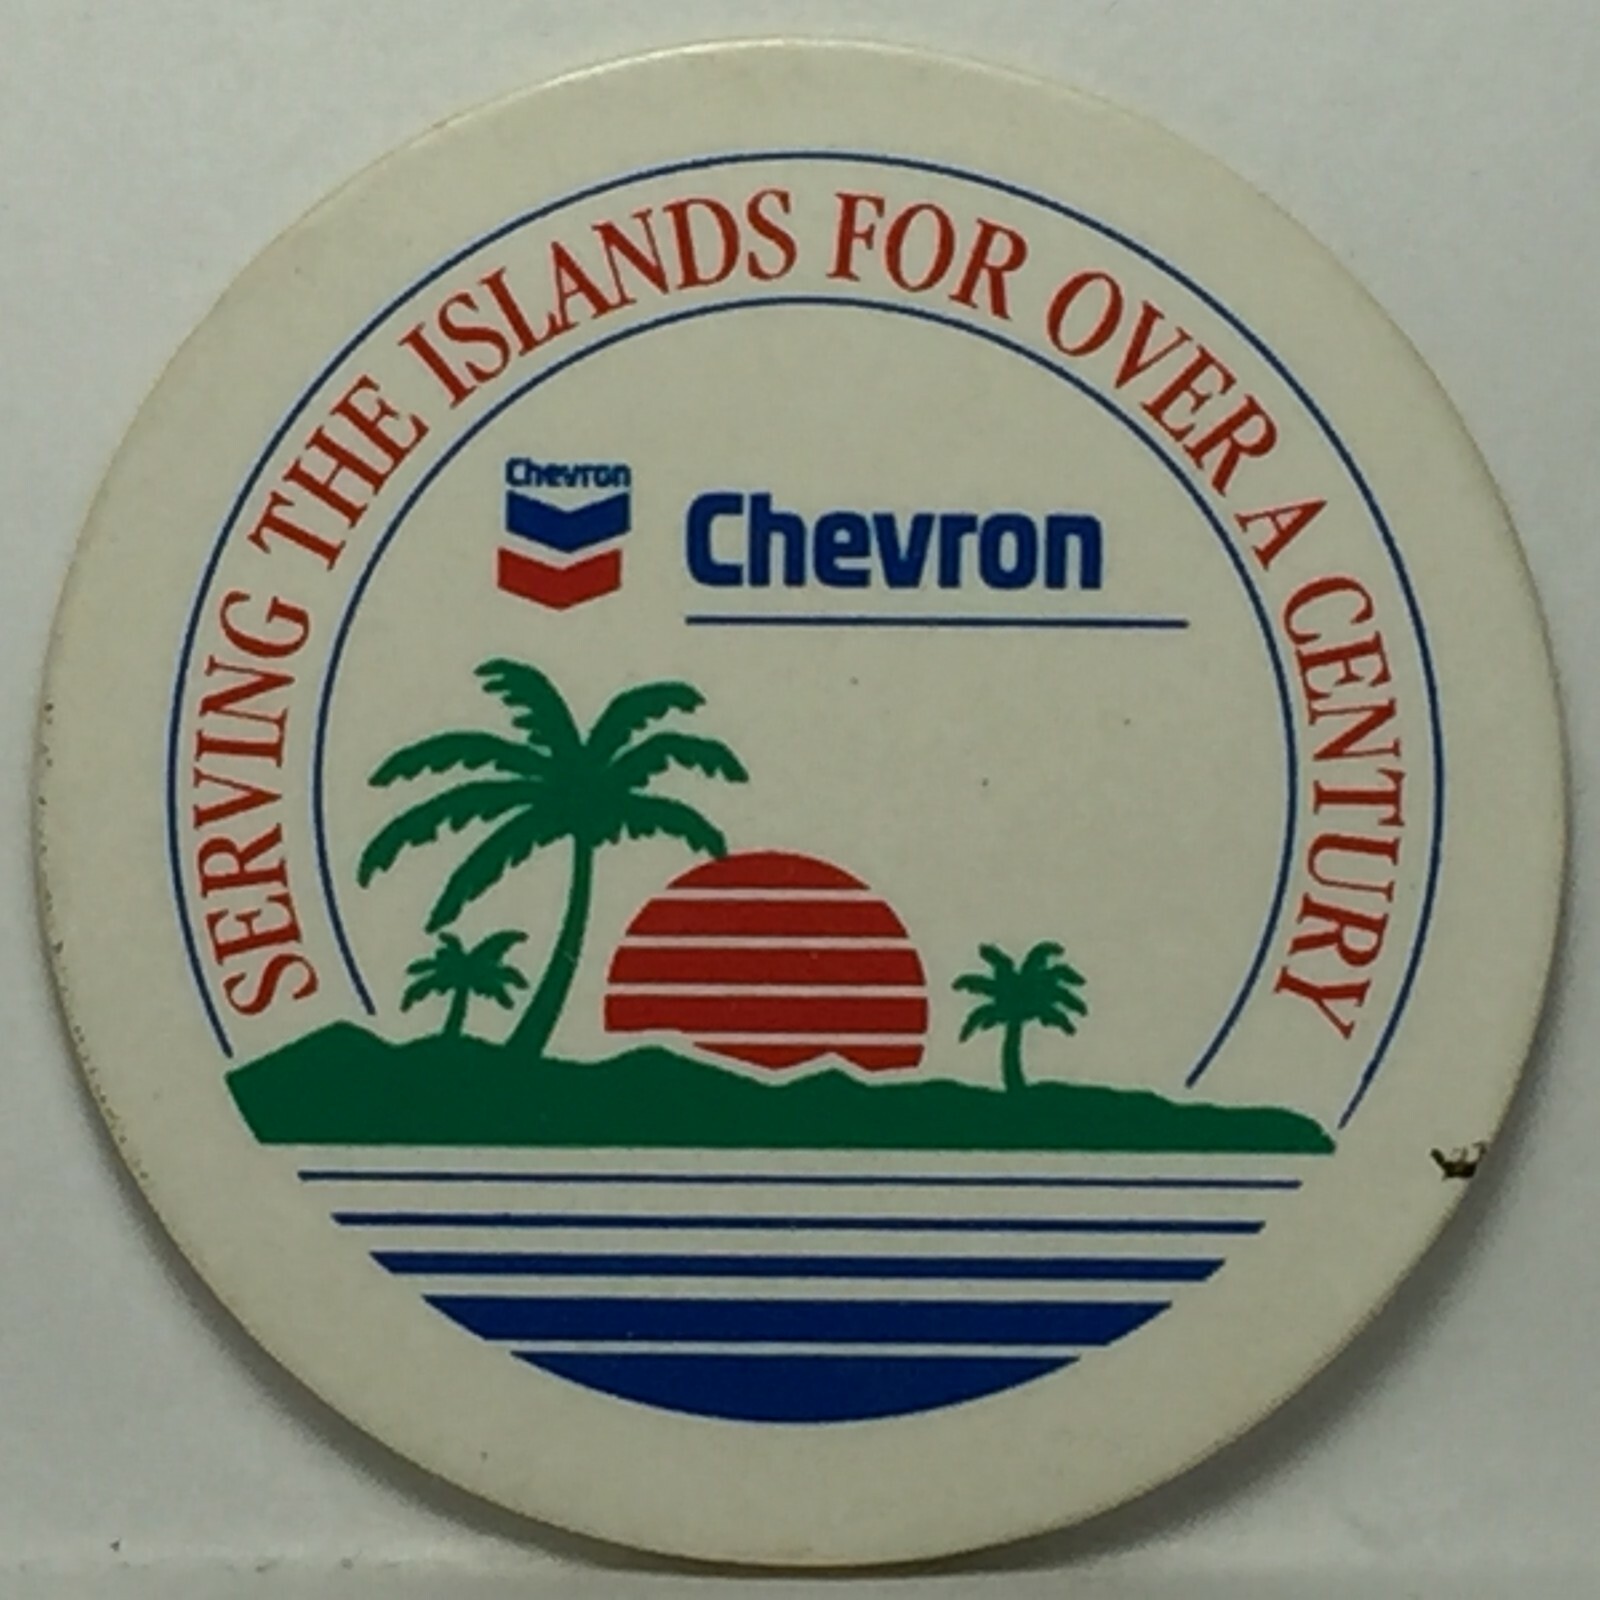 SERVING THE ISLANDS FOR OVER A CENTURY
Chevron
Chevron